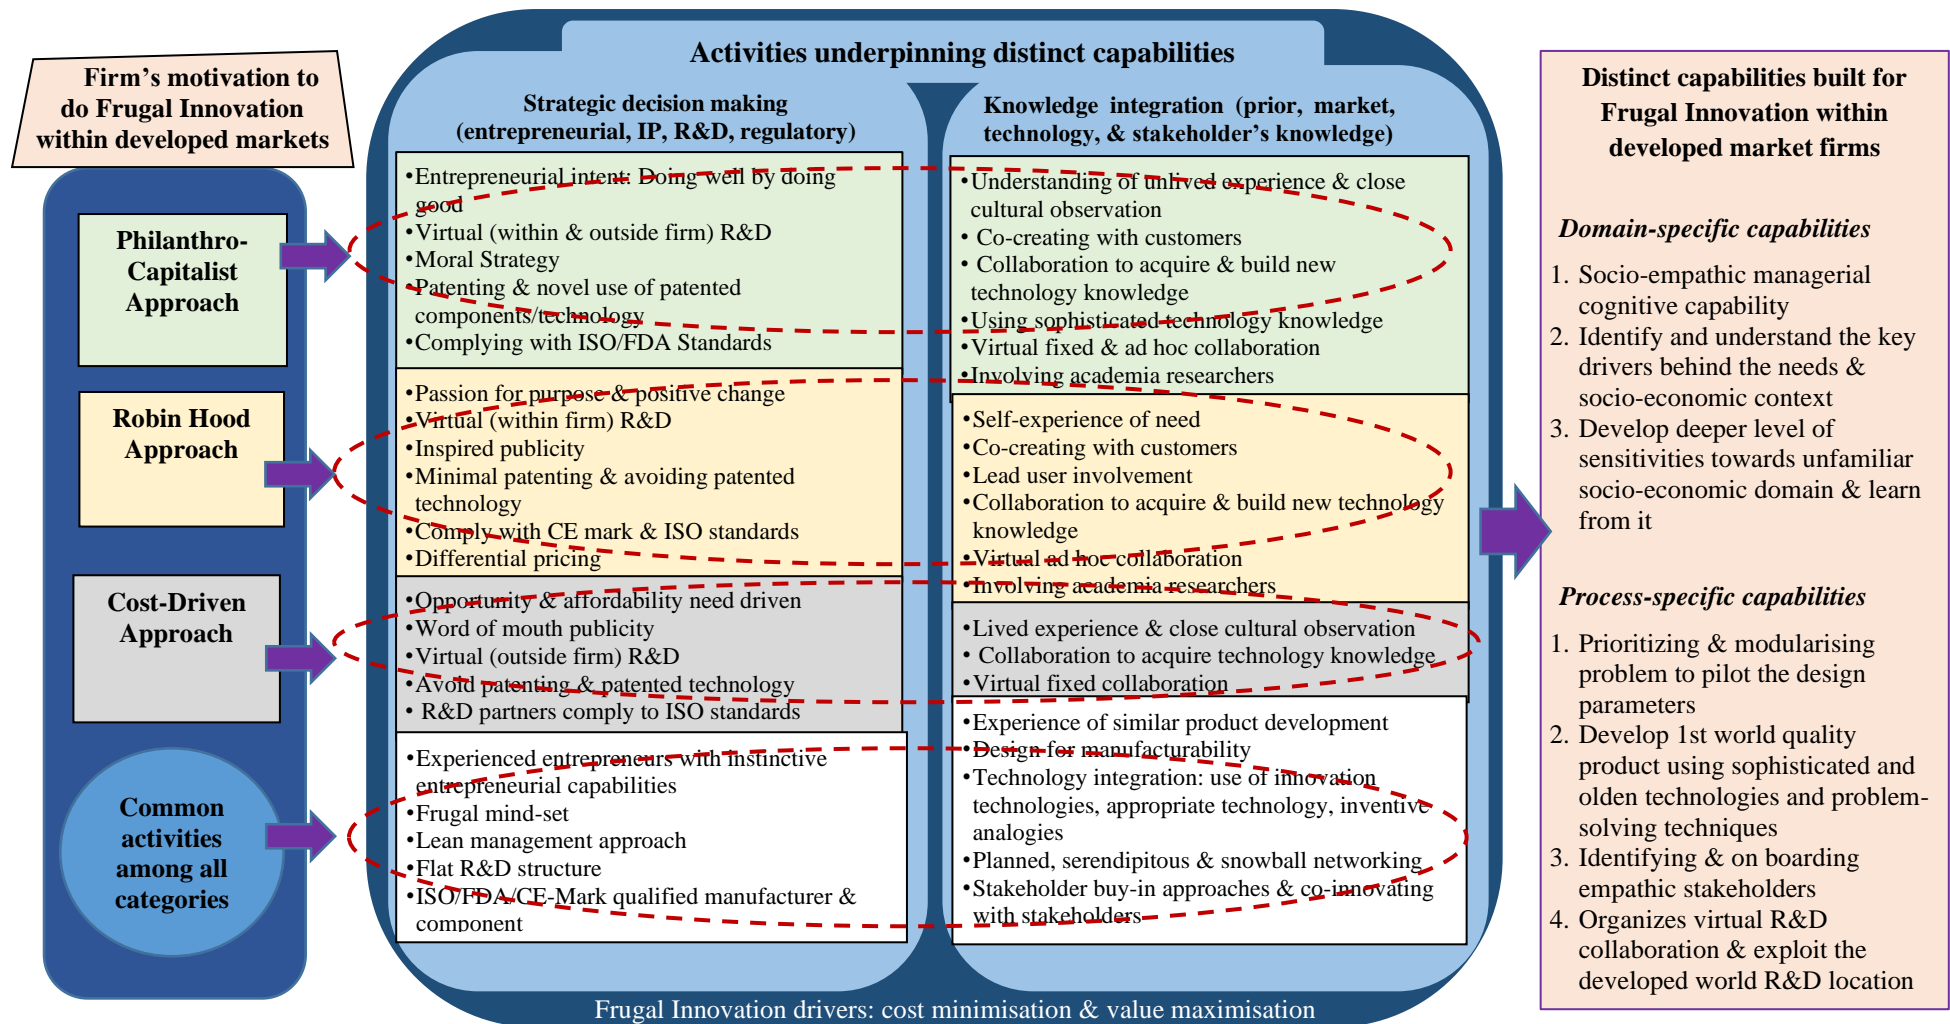 Firm's motivation to
do Frugal Innovation
within developed markets
Philanthro-
Capitalist
Approach
Robin Hood
Approach
Cost-Driven
Approach
Common
activities
among all
categories
Activities underpinning distinct capabilities
Strategic decision making
(entrepreneurial, IP, R&D, regulatory)
•Entrepreneurial intent: Doing well by doing
good
•Virtual (within & outside firm) R&D
•Moral Strategy
•Patenting & novel use of patented
components/technology
•Complying with ISO/FDA Standards
•Passion for purpose & positive change
•Virtual (within firm) R&D
•Inspired publicity
•Minimal patenting & avoiding patented
technology
•Comply with CE mark & ISO standards
•Differential pricing
•Opportunity & affordability need driven
•Word of mouth publicity
•Virtual (outside firm) R&D
•Avoid patenting & patented technology
• R&D partners comply to ISO standards
•Experienced entrepreneurs with instinctive
entrepreneurial capabilities
•Frugal mind-set
•Lean management approach
•Flat R&D structure
•ISO/FDA/CE-Mark qualified manufacturer &
component
Knowledge integration (prior, market,
technology, & stakeholder's knowledge)
•Understanding of unlived experience & close
cultural observation
• Co-creating with customers
• Collaboration to acquire & build new
technology knowledge
•Using sophisticated technology knowledge
•Virtual fixed & ad hoc collaboration
•Involving academia researchers
•Self-experience of need
•Co-creating with customers
•Lead user involvement
•Collaboration to acquire & build new technology
knowledge
•Virtual ad hoc collaboration
•Involving academia researchers
•Lived experience & close cultural observation
• Collaboration to acquire technology knowledge
•Virtual fixed collaboration
•Experience of similar product development
•Design for manufacturability
•Technology integration: use of innovation
technologies, appropriate technology, inventive
analogies
•Planned, serendipitous & snowball networking
•Stakeholder buy-in approaches & co-innovating
with stakeholders
Frugal Innovation drivers: cost minimisation & value maximisation
Distinct capabilities built for
Frugal Innovation within
developed market firms
Domain-specific capabilities
1. Socio-empathic managerial
cognitive capability
2. Identify and understand the key
drivers behind the needs &
socio-economic context
3. Develop deeper level of
sensitivities towards unfamiliar
socio-economic domain & learn
from it
Process-specific capabilities
1. Prioritizing & modularising
problem to pilot the design
parameters
2. Develop 1st world quality
product using sophisticated and
olden technologies and problem-
solving techniques
3. Identifying & on boarding
empathic stakeholders
4. Organizes virtual R&D
collaboration & exploit the
developed world R&D location